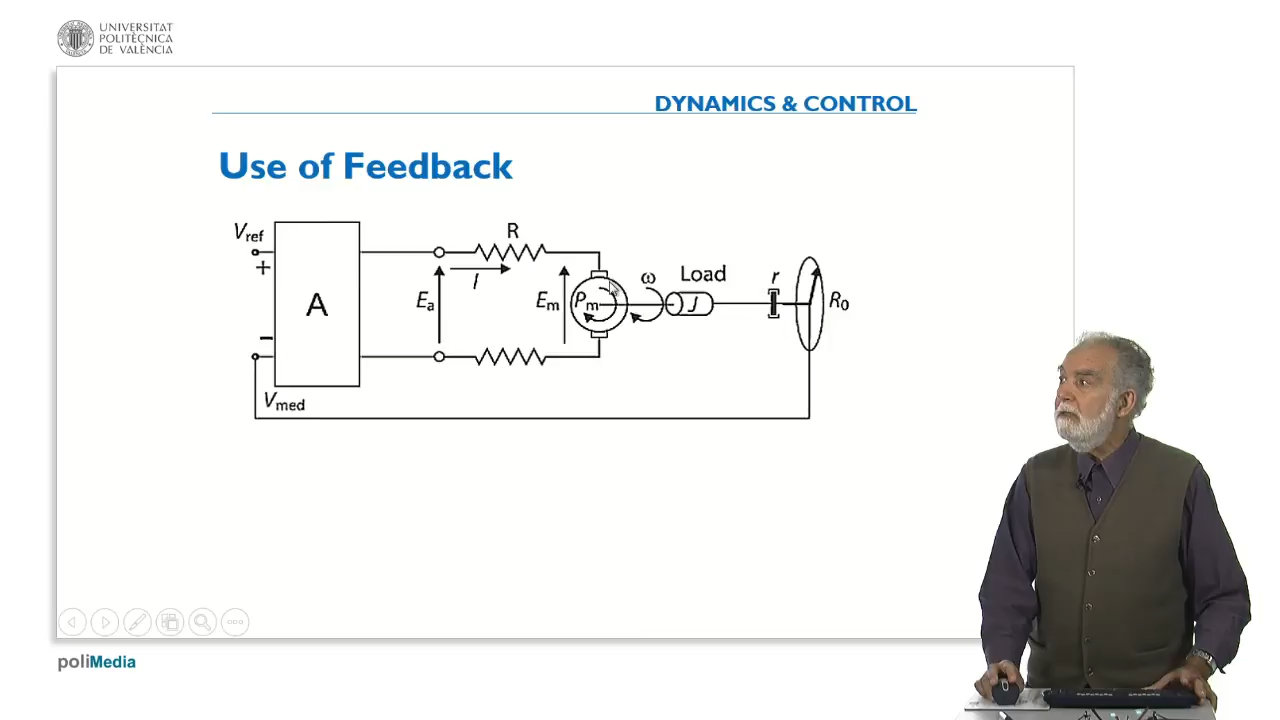 UNIVERSITAT
POLITÈCNICA
DE VALÈNCIA
DYNAMICS & CONTROL
Use of Feedback
V_ref
+
A
R
I
E_a
E_m
P_m
ω
Load
J
r
R_0
−
V_med
poliMedia